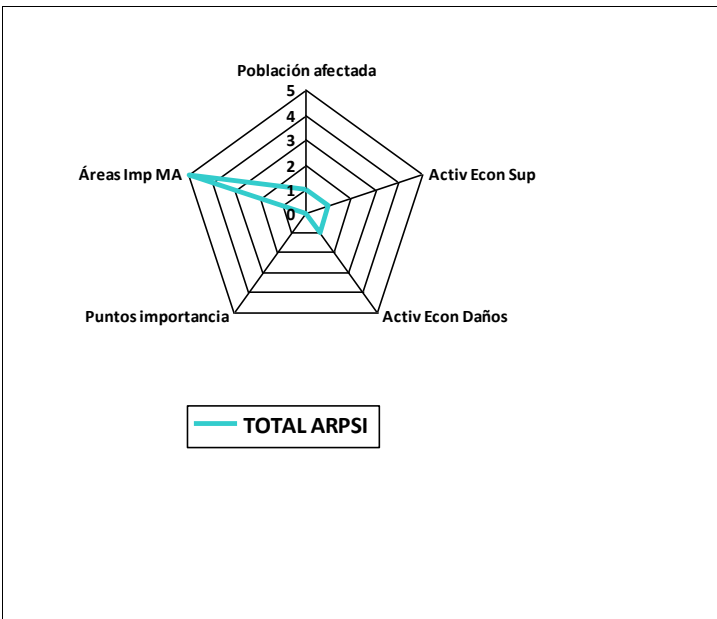 Población afectada
5
4
3
2
1
0
Áreas Imp MA
Activ Econ Sup
Puntos importancia
Activ Econ Daños
TOTAL ARPSI